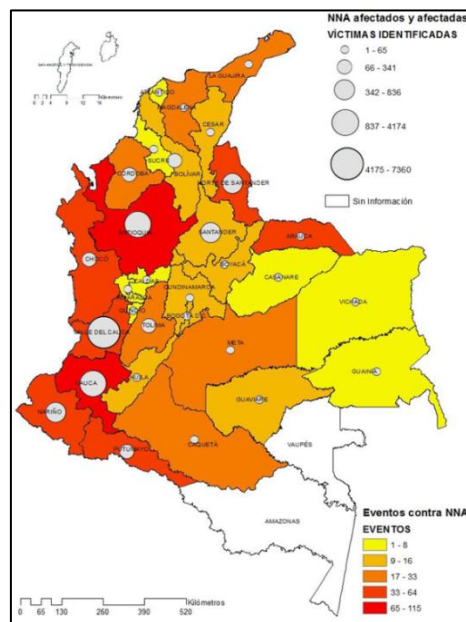 NNA afectados y afectadas
VÍCTIMAS IDENTIFICADAS
1 - 65
66 - 341
342 - 836
837 - 4174
4175 - 7360
Sin Información
LA GUAJIRA
ATLÁNTICO
MAGDALENA
CESAR
SUCRE
CÓRDOBA
BOLÍVAR
NORTE DE SANTANDER
ANTIOQUIA
SANTANDER
ARAUCA
CHOCÓ
BOYACÁ
CASANARE
CALDAS
CUNDINAMARCA
VICHADA
RISARALDA
BOGOTÁ D.C.
QUINDÍO
TOLIMA
VALLE DEL CAUCA
META
GUAINÍA
CAUCA
HUILA
GUAVIARE
NARIÑO
VAUPÉS
CAQUETÁ
PUTUMAYO
AMAZONAS
Eventos contra NNA
EVENTOS
1 - 8
9 - 16
17 - 33
33 - 64
65 - 115
Kilómetros
0 65 130 260 390 520